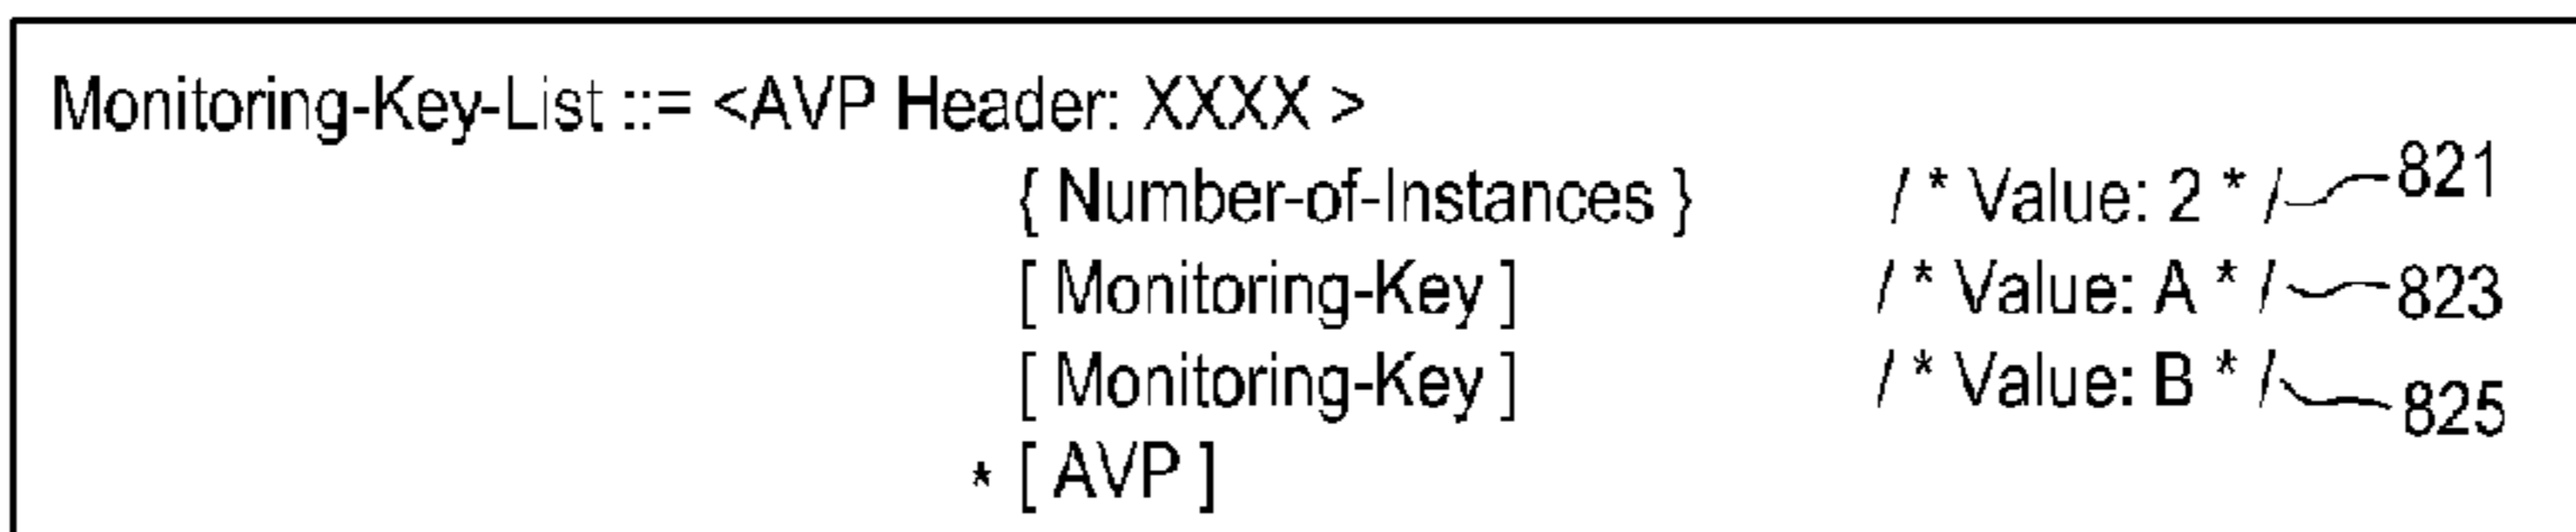 Monitoring-Key-List ::= <AVP Header: XXXX >
{ Number-of-Instances } / * Value: 2 * / 821
[ Monitoring-Key ] / * Value: A * / 823
[ Monitoring-Key ] / * Value: B * / 825
* [ AVP ]